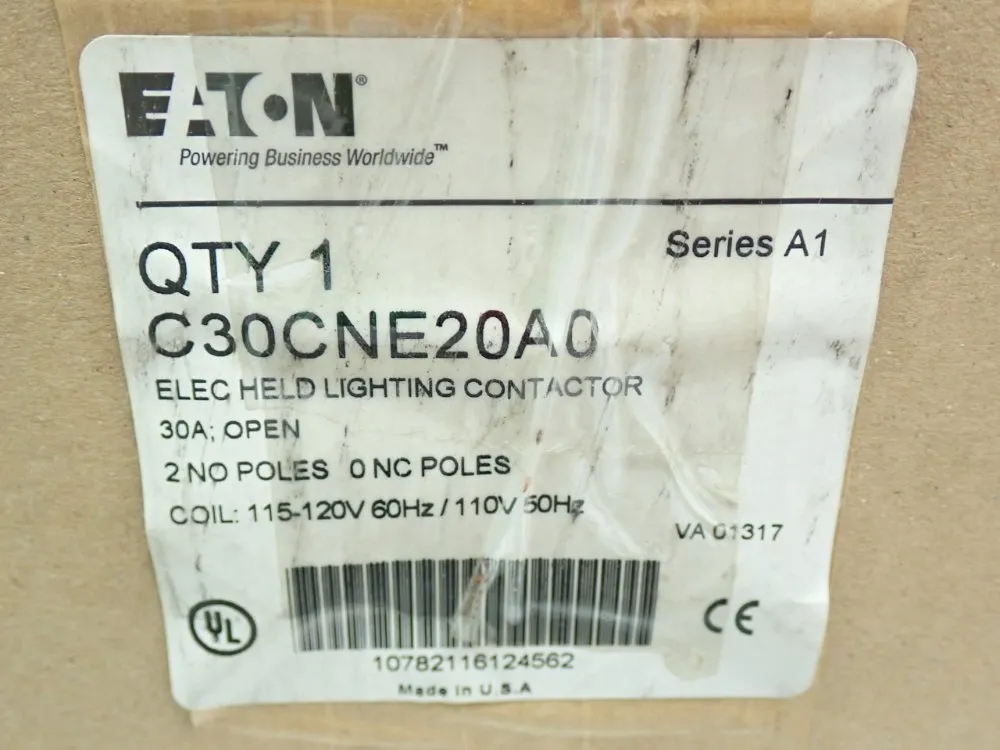 EATON®
Powering Business Worldwide™
QTY 1
Series A1
C30CNE20A0
ELEC HELD LIGHTING CONTACTOR
30A; OPEN
2 NO POLES 0 NC POLES
COIL: 115-120V 60Hz / 110V 50Hz
VA 01317
UL
CE
10782116124562
Made in U.S.A